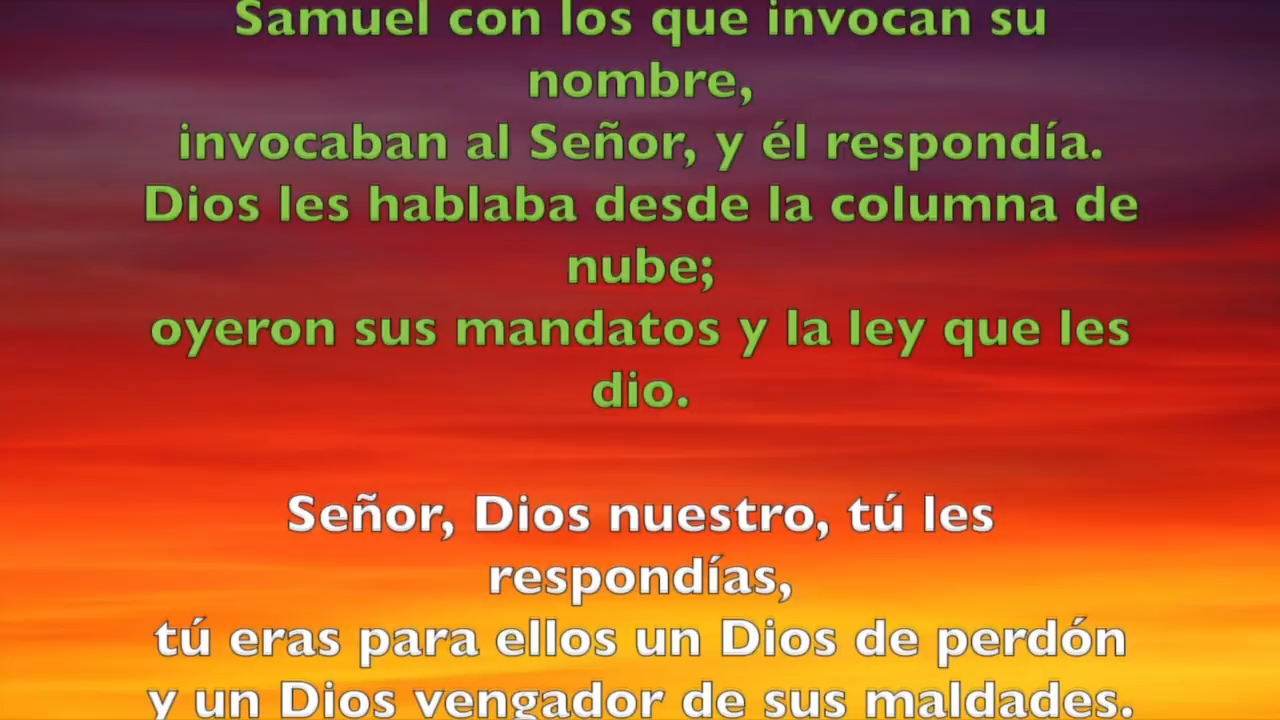 Samuel con los que invocan su
nombre,
invocaban al Señor, y él respondía.
Dios les hablaba desde la columna de
nube;
oyeron sus mandatos y la ley que les
dio.
Señor, Dios nuestro, tú les
respondías,
tú eras para ellos un Dios de perdón
y un Dios vengador de sus maldades.